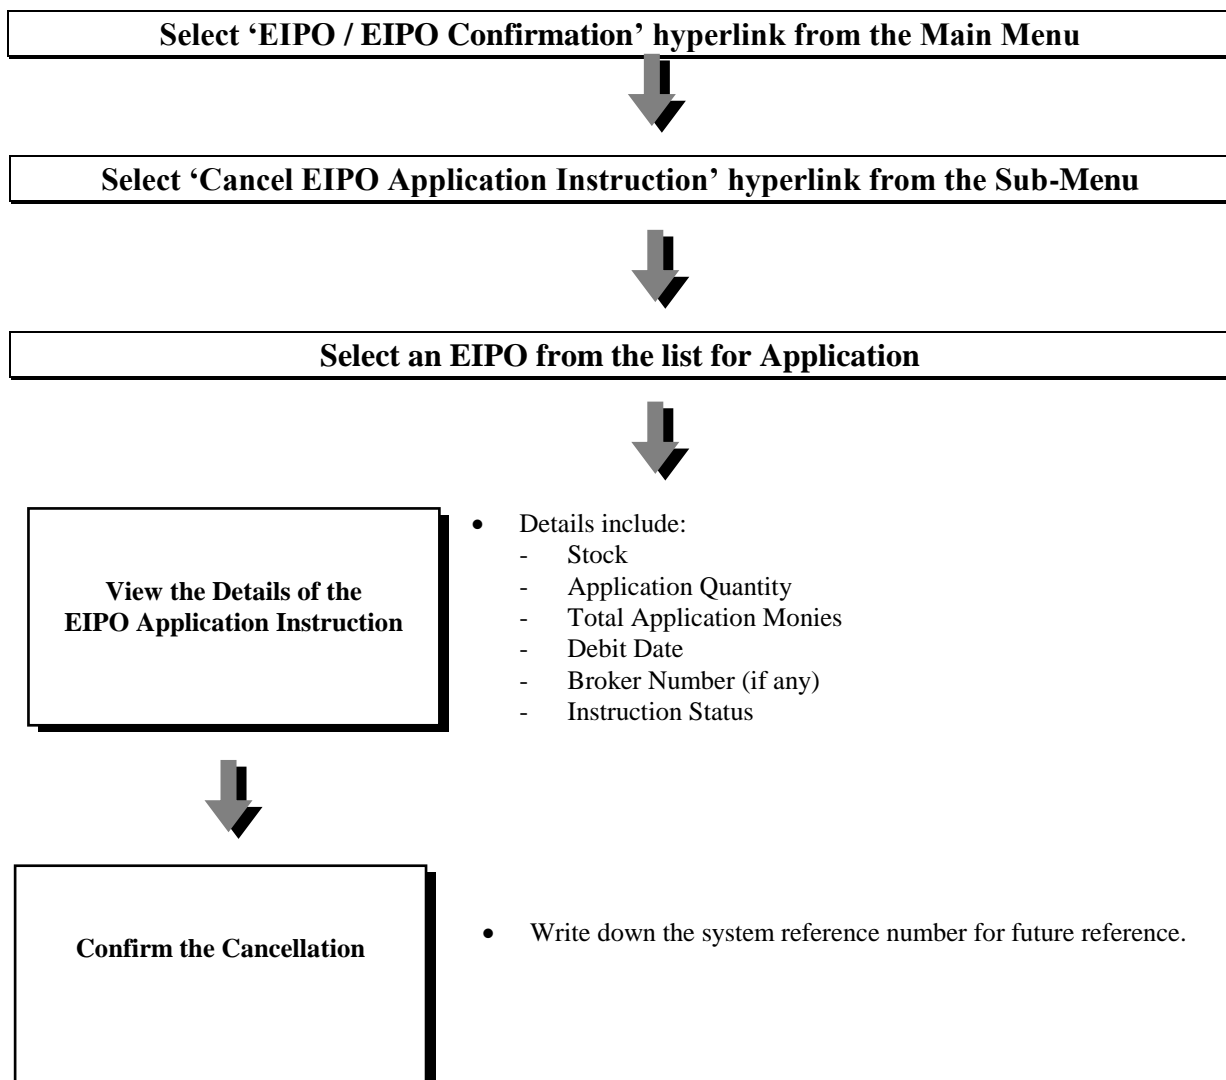 Select ‘EIPO / EIPO Confirmation’ hyperlink from the Main Menu
Select ‘Cancel EIPO Application Instruction’ hyperlink from the Sub-Menu
Select an EIPO from the list for Application
View the Details of the
EIPO Application Instruction
• Details include:
- Stock
- Application Quantity
- Total Application Monies
- Debit Date
- Broker Number (if any)
- Instruction Status
Confirm the Cancellation
• Write down the system reference number for future reference.